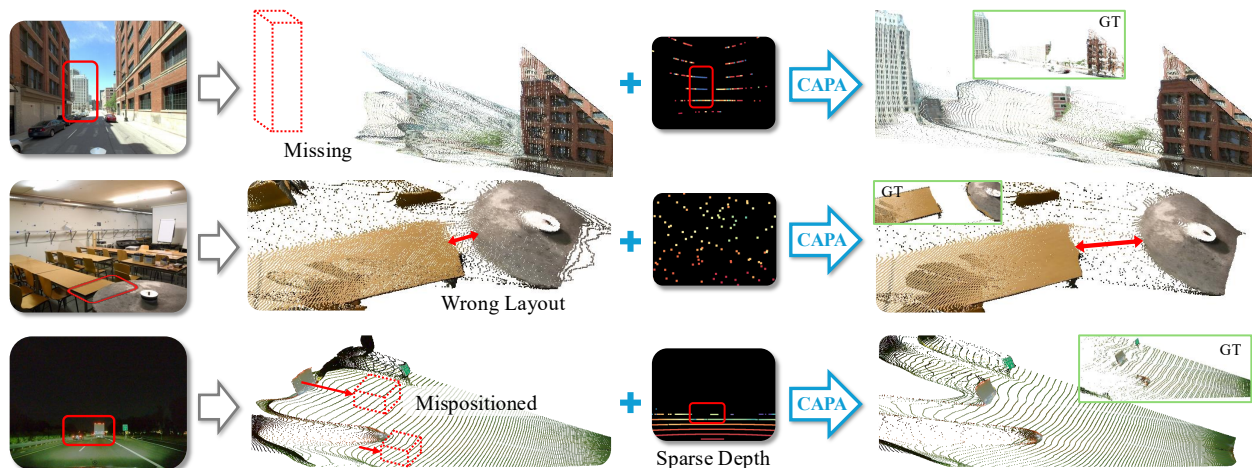 GT
CAPA
Missing
GT
CAPA
Wrong Layout
GT
CAPA
Mispositioned
Sparse Depth